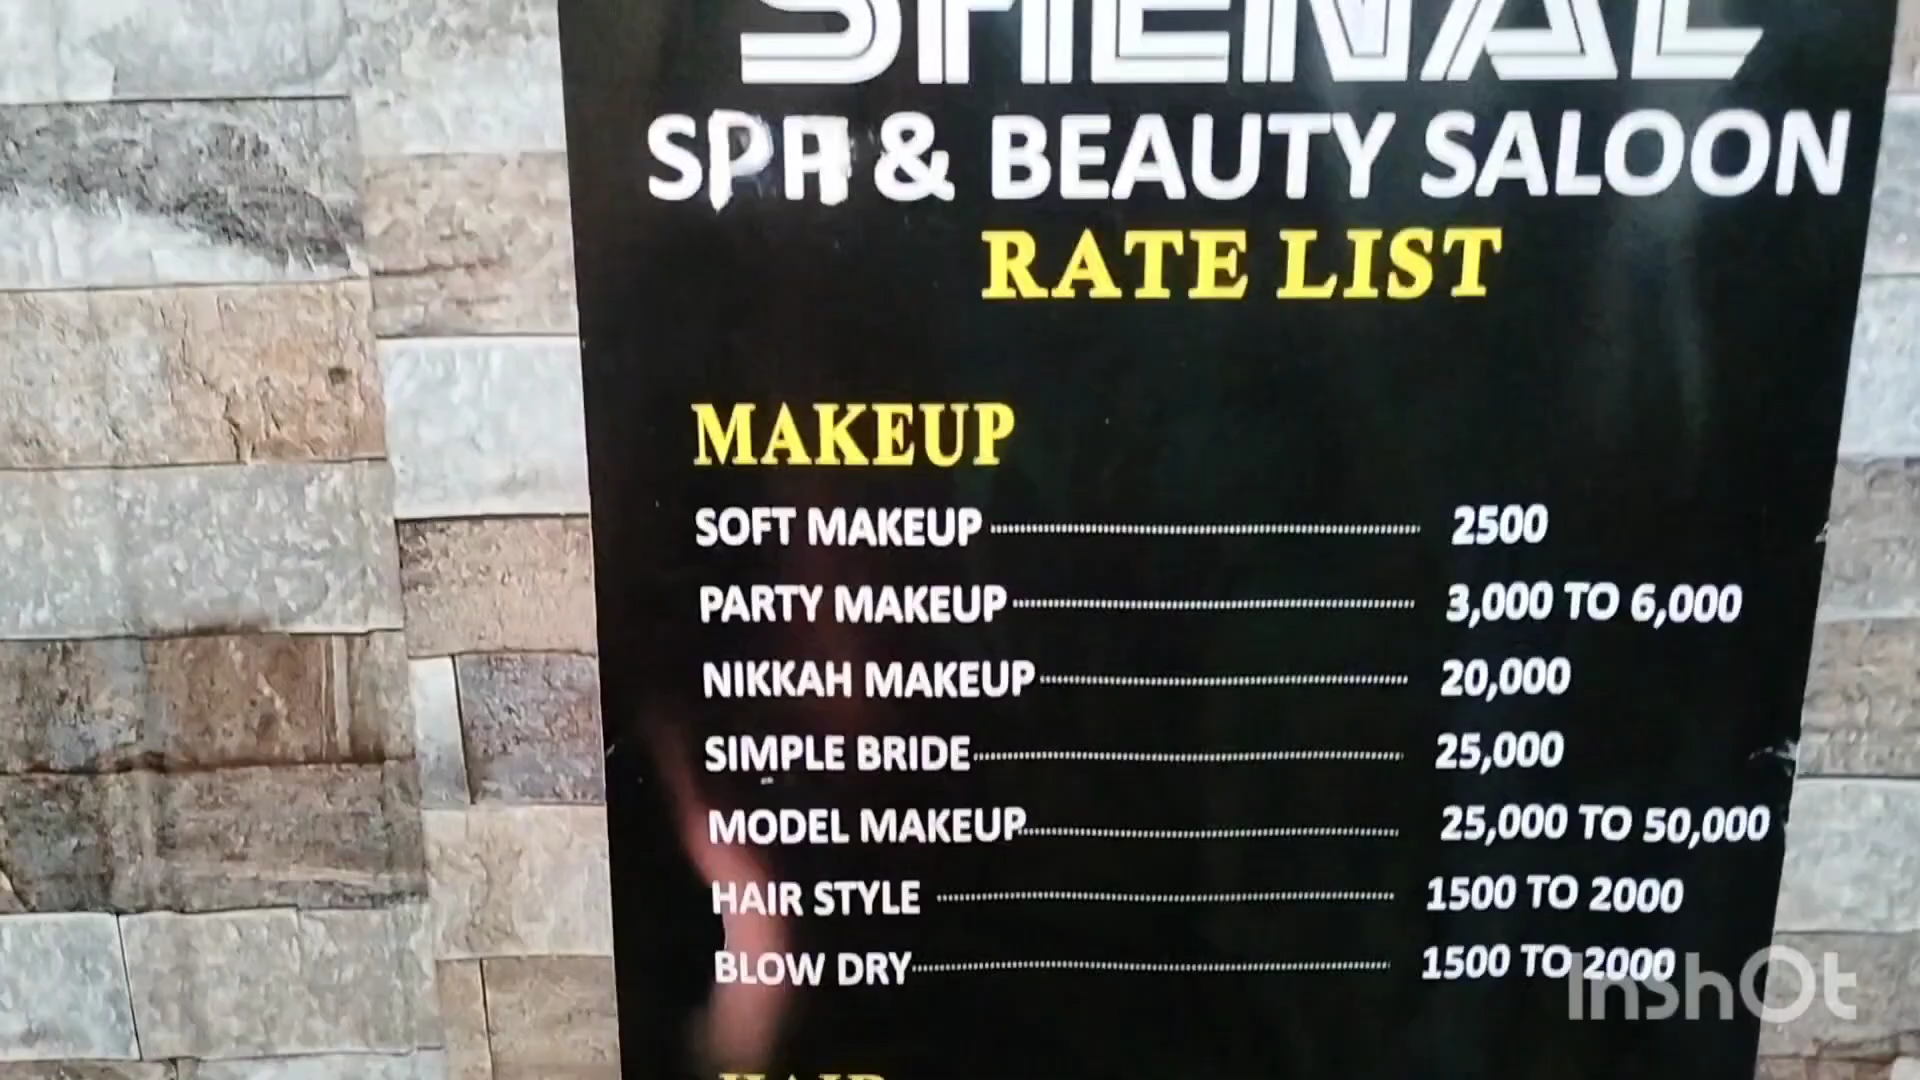 SHENAL
SPA & BEAUTY SALOON
RATE LIST
MAKEUP
SOFT MAKEUP 2500
PARTY MAKEUP 3,000 TO 6,000
NIKKAH MAKEUP 20,000
SIMPLE BRIDE 25,000
MODEL MAKEUP 25,000 TO 50,000
HAIR STYLE 1500 TO 2000
BLOW DRY 1500 TO 2000
InshOt
HAIR